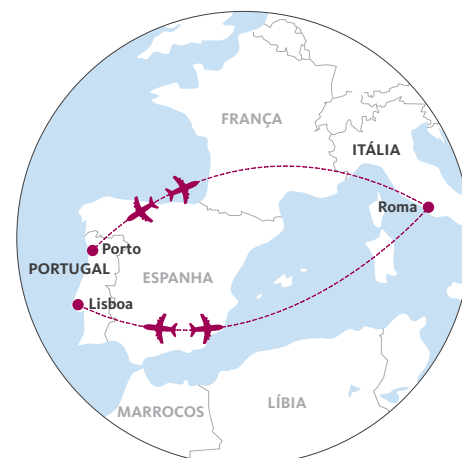 FRANÇA
ITÁLIA
Roma
Porto
PORTUGAL
ESPANHA
Lisboa
MARROCOS
LÍBIA